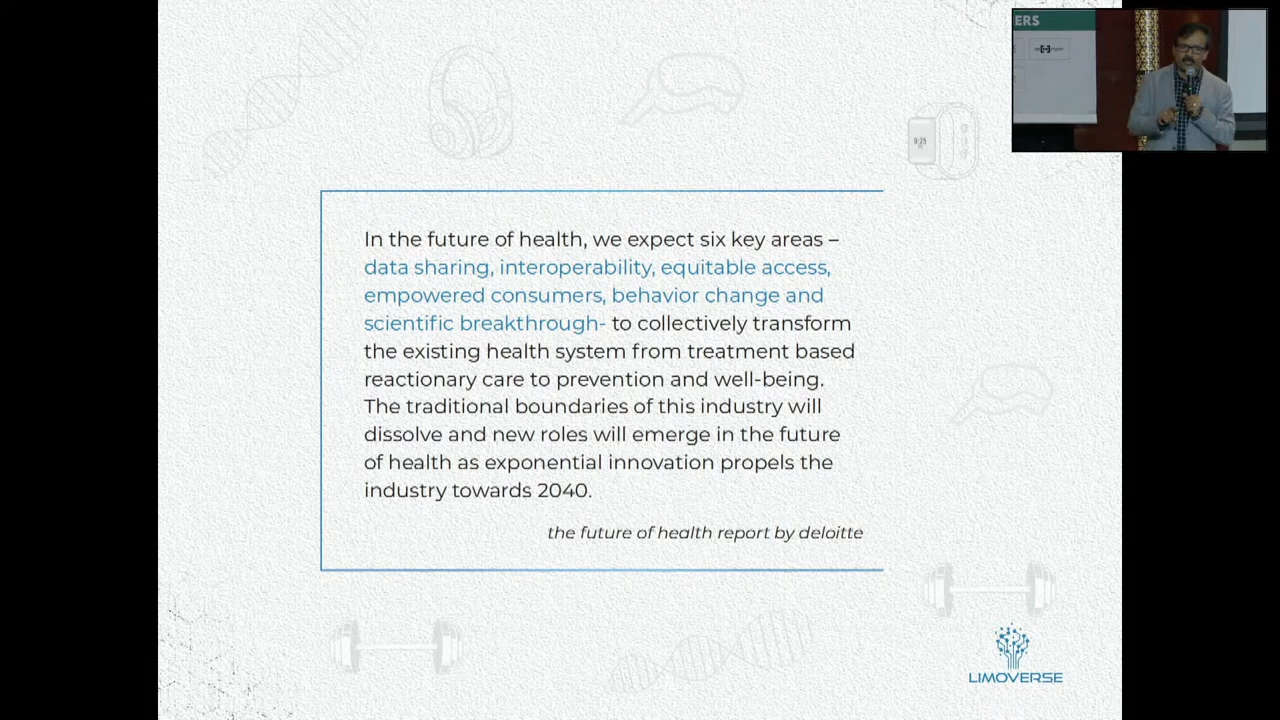 ERS
9:25
In the future of health, we expect six key areas –
data sharing, interoperability, equitable access,
empowered consumers, behavior change and
scientific breakthrough- to collectively transform
the existing health system from treatment based
reactionary care to prevention and well-being.
The traditional boundaries of this industry will
dissolve and new roles will emerge in the future
of health as exponential innovation propels the
industry towards 2040.
the future of health report by deloitte
LIMOVERSE